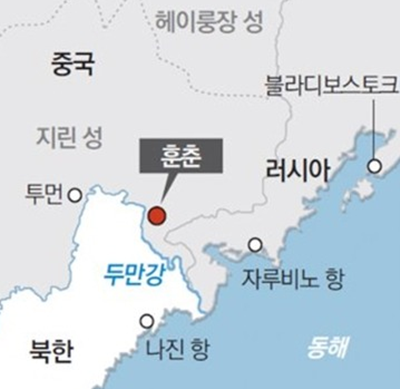 헤이룽장 성
중국
블라디보스토크
지린 성
훈춘
러시아
투먼
두만강
자루비노 항
북한
나진 항
동해